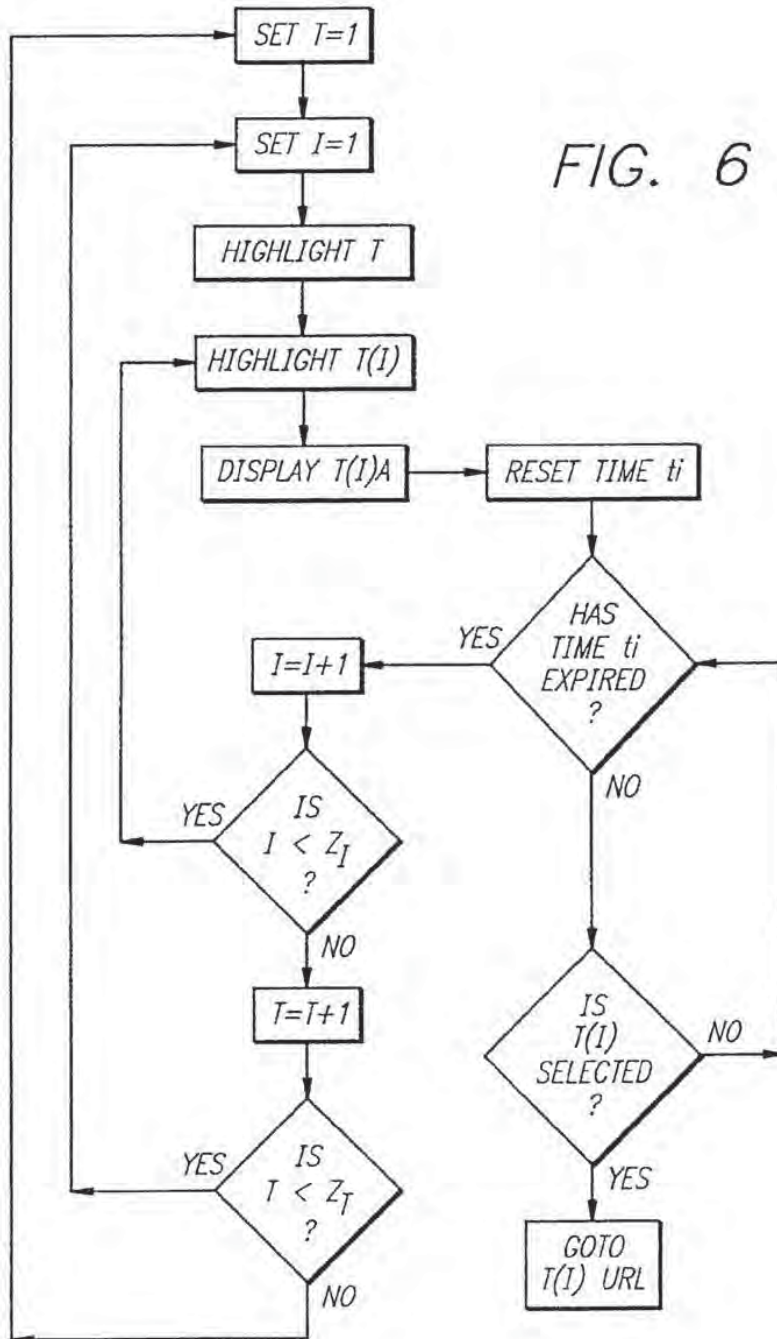 SET T=1
SET I=1
FIG. 6
HIGHLIGHT T
HIGHLIGHT T(I)
DISPLAY T(I)A
RESET TIME ti
HAS
TIME ti
EXPIRED
?
YES
NO
I=I+1
IS
I < Z_I
?
YES
NO
T=T+1
IS
T < Z_T
?
YES
NO
IS
T(I)
SELECTED
?
NO
YES
GOTO
T(I) URL